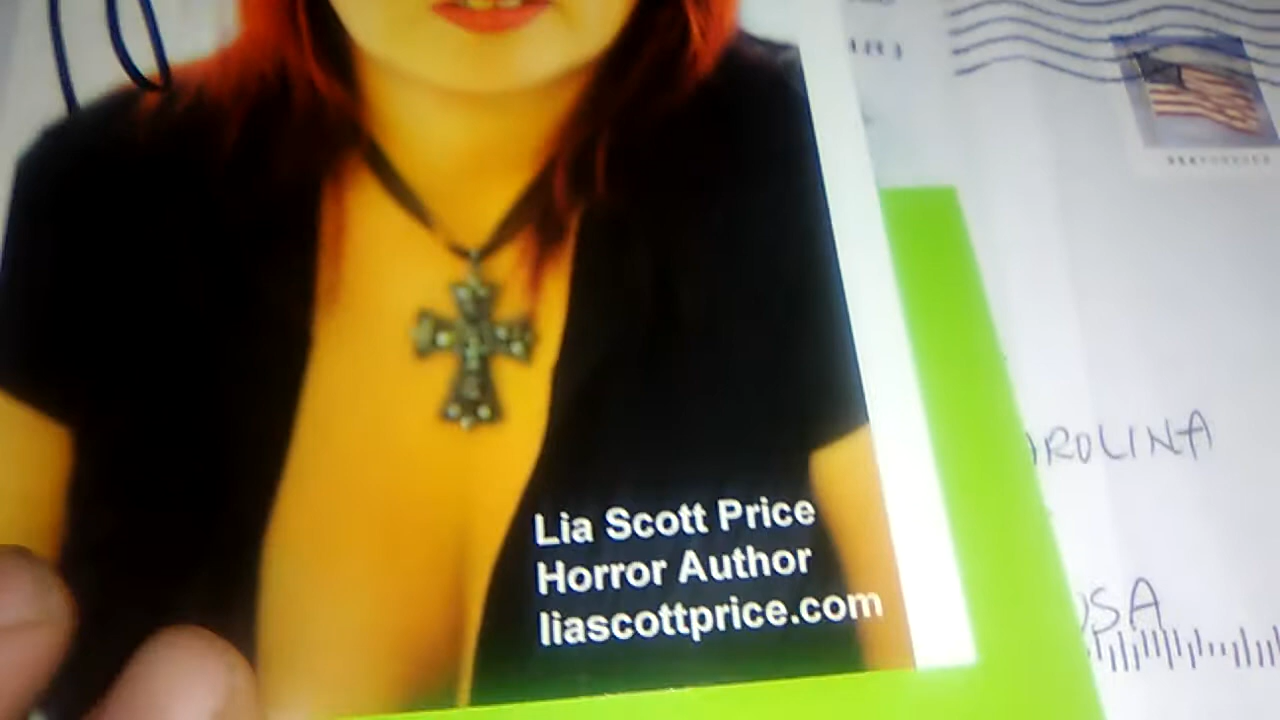 Lia Scott Price
Horror Author
liascottprice.com
AROLINA
USA